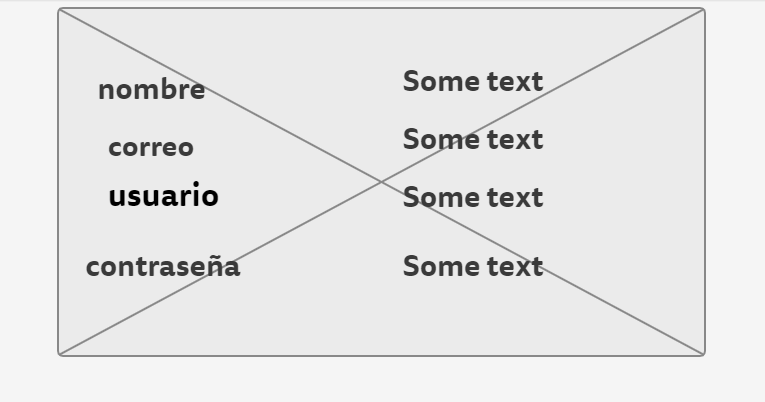 nombre Some text
correo Some text
usuario Some text
contraseña Some text